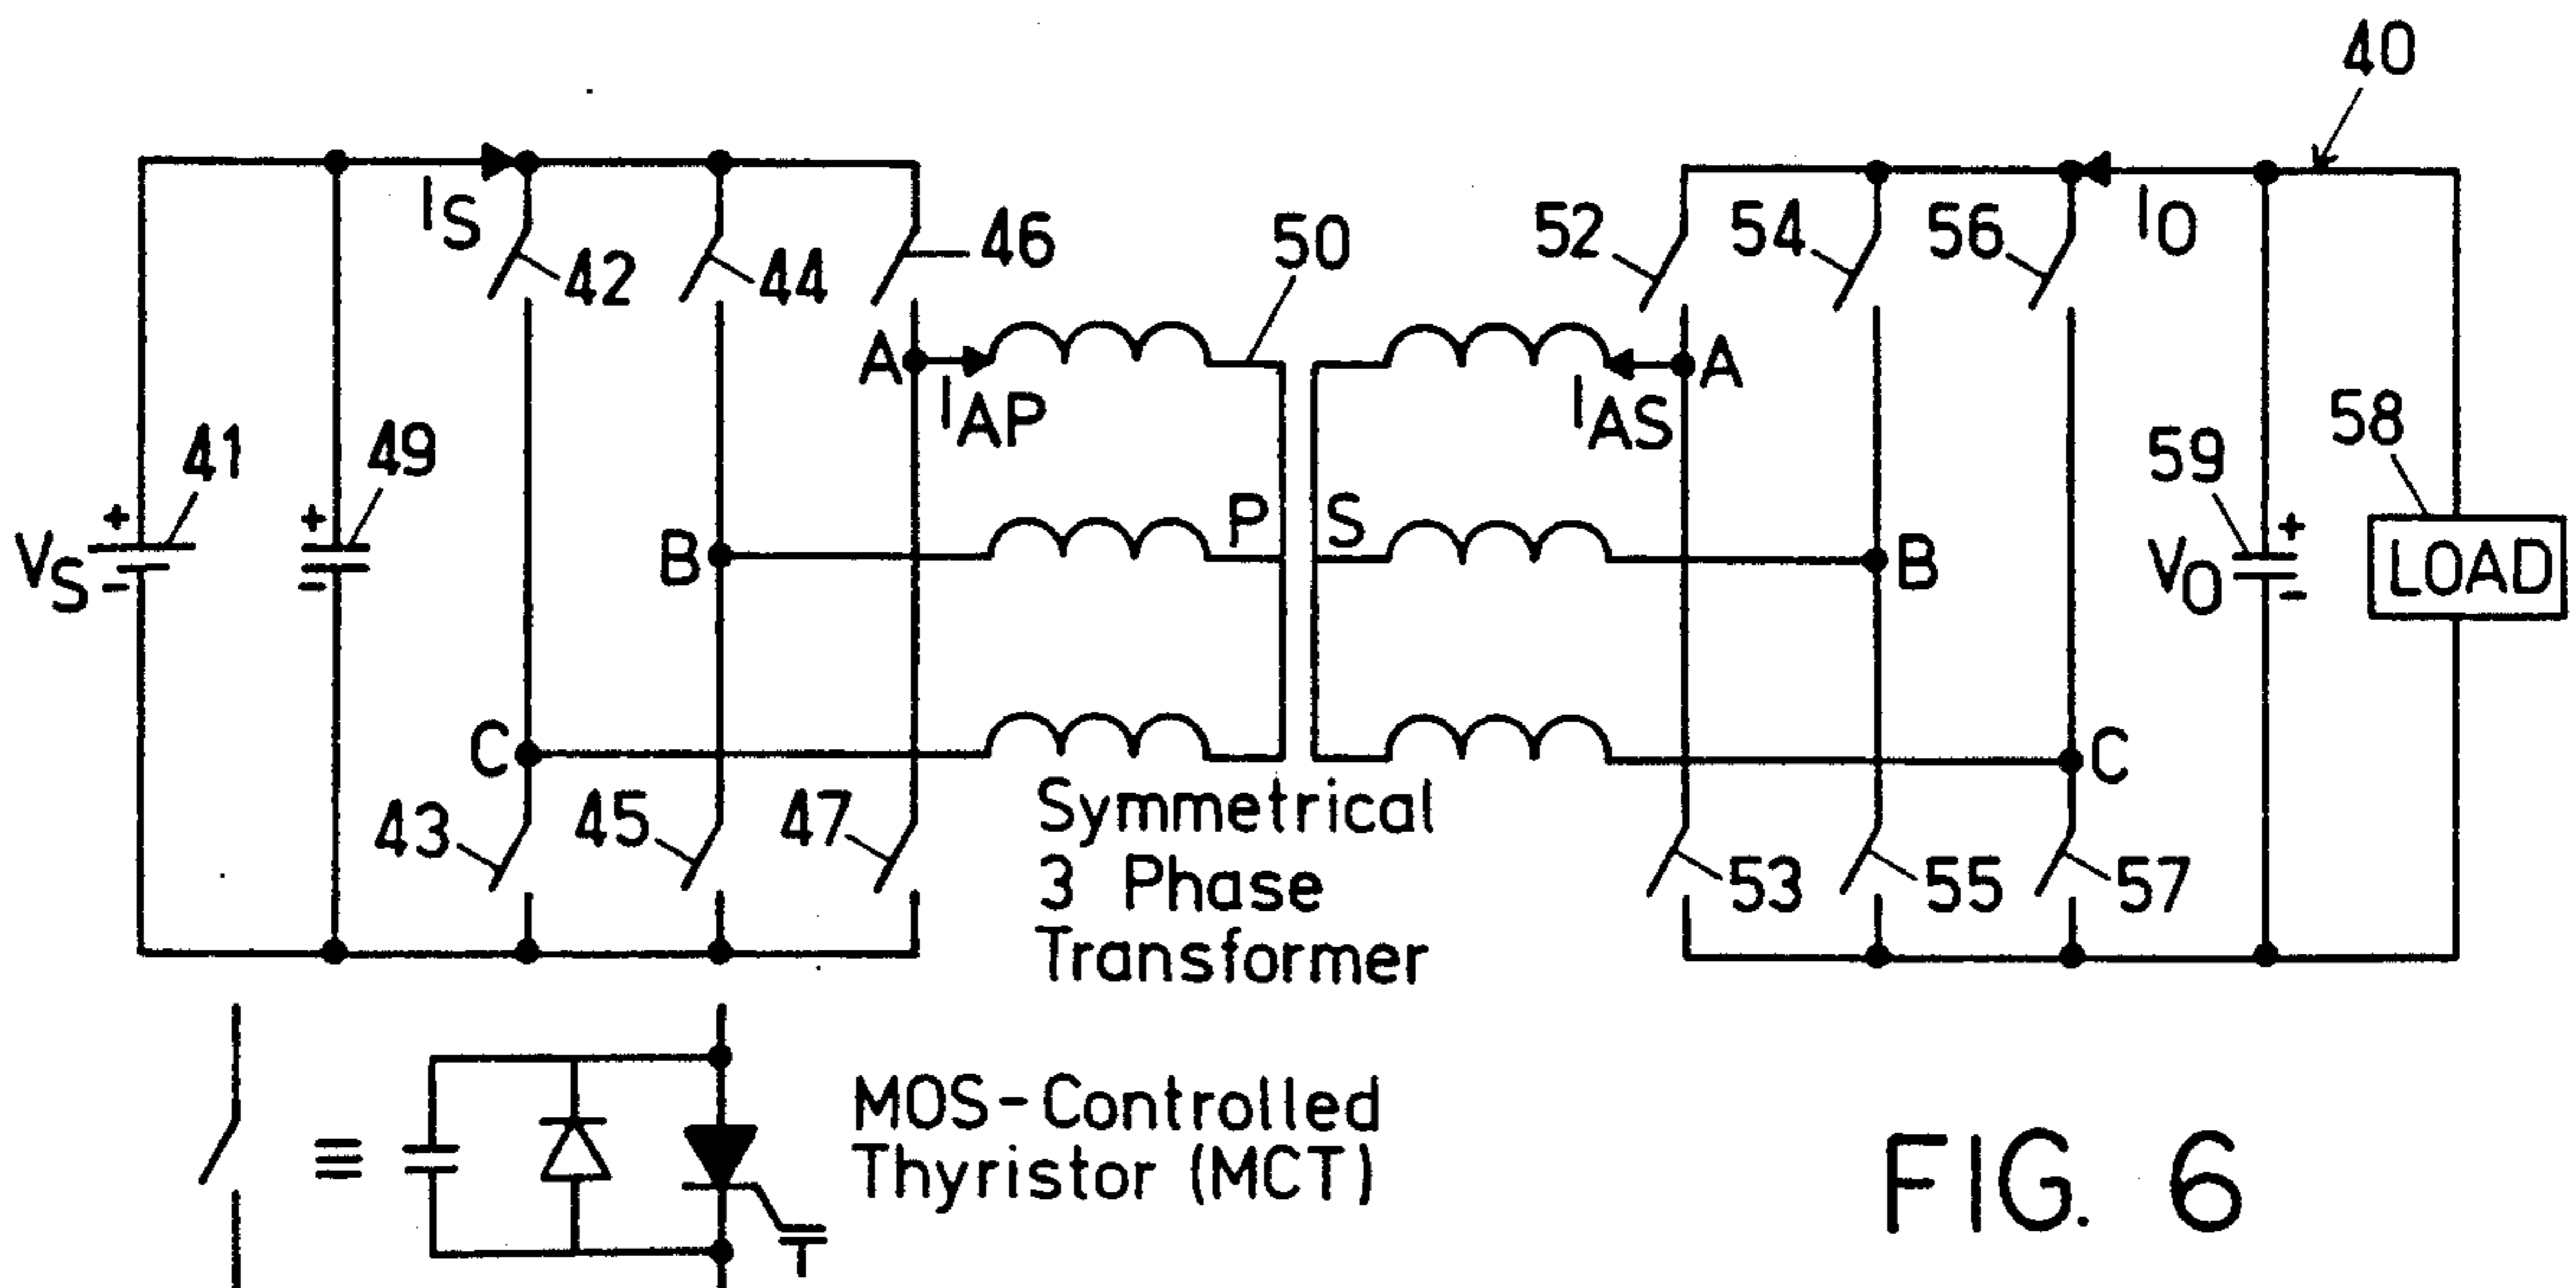 40
I_S
42
44
46
50
52
54
56
I_O
A
I_AP
I_AS
A
41
49
58
59
+
+
+
V_S
-
-
-
B
P
S
B
V_O
LOAD
C
C
43
45
47
Symmetrical
3 Phase
Transformer
53
55
57
≡
MOS-Controlled
Thyristor (MCT)
FIG. 6